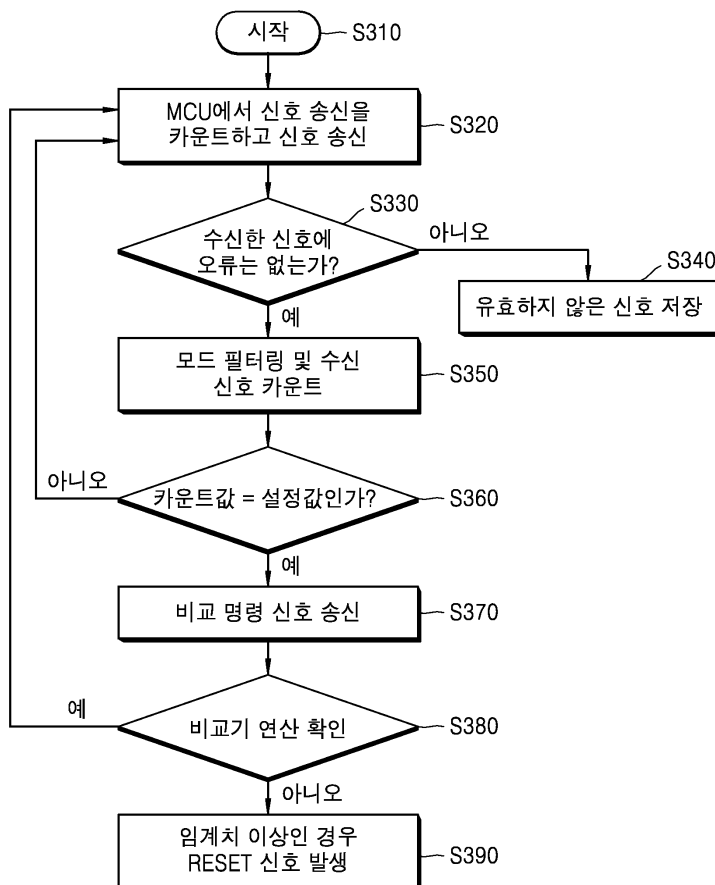 시작
S310
MCU에서 신호 송신을
카운트하고 신호 송신
S320
S330
수신한 신호에
오류는 없는가?
아니오
S340
유효하지 않은 신호 저장
예
모드 필터링 및 수신
신호 카운트
S350
아니오
카운트값 = 설정값인가?
S360
예
비교 명령 신호 송신
S370
예
비교기 연산 확인
S380
아니오
임계치 이상인 경우
RESET 신호 발생
S390